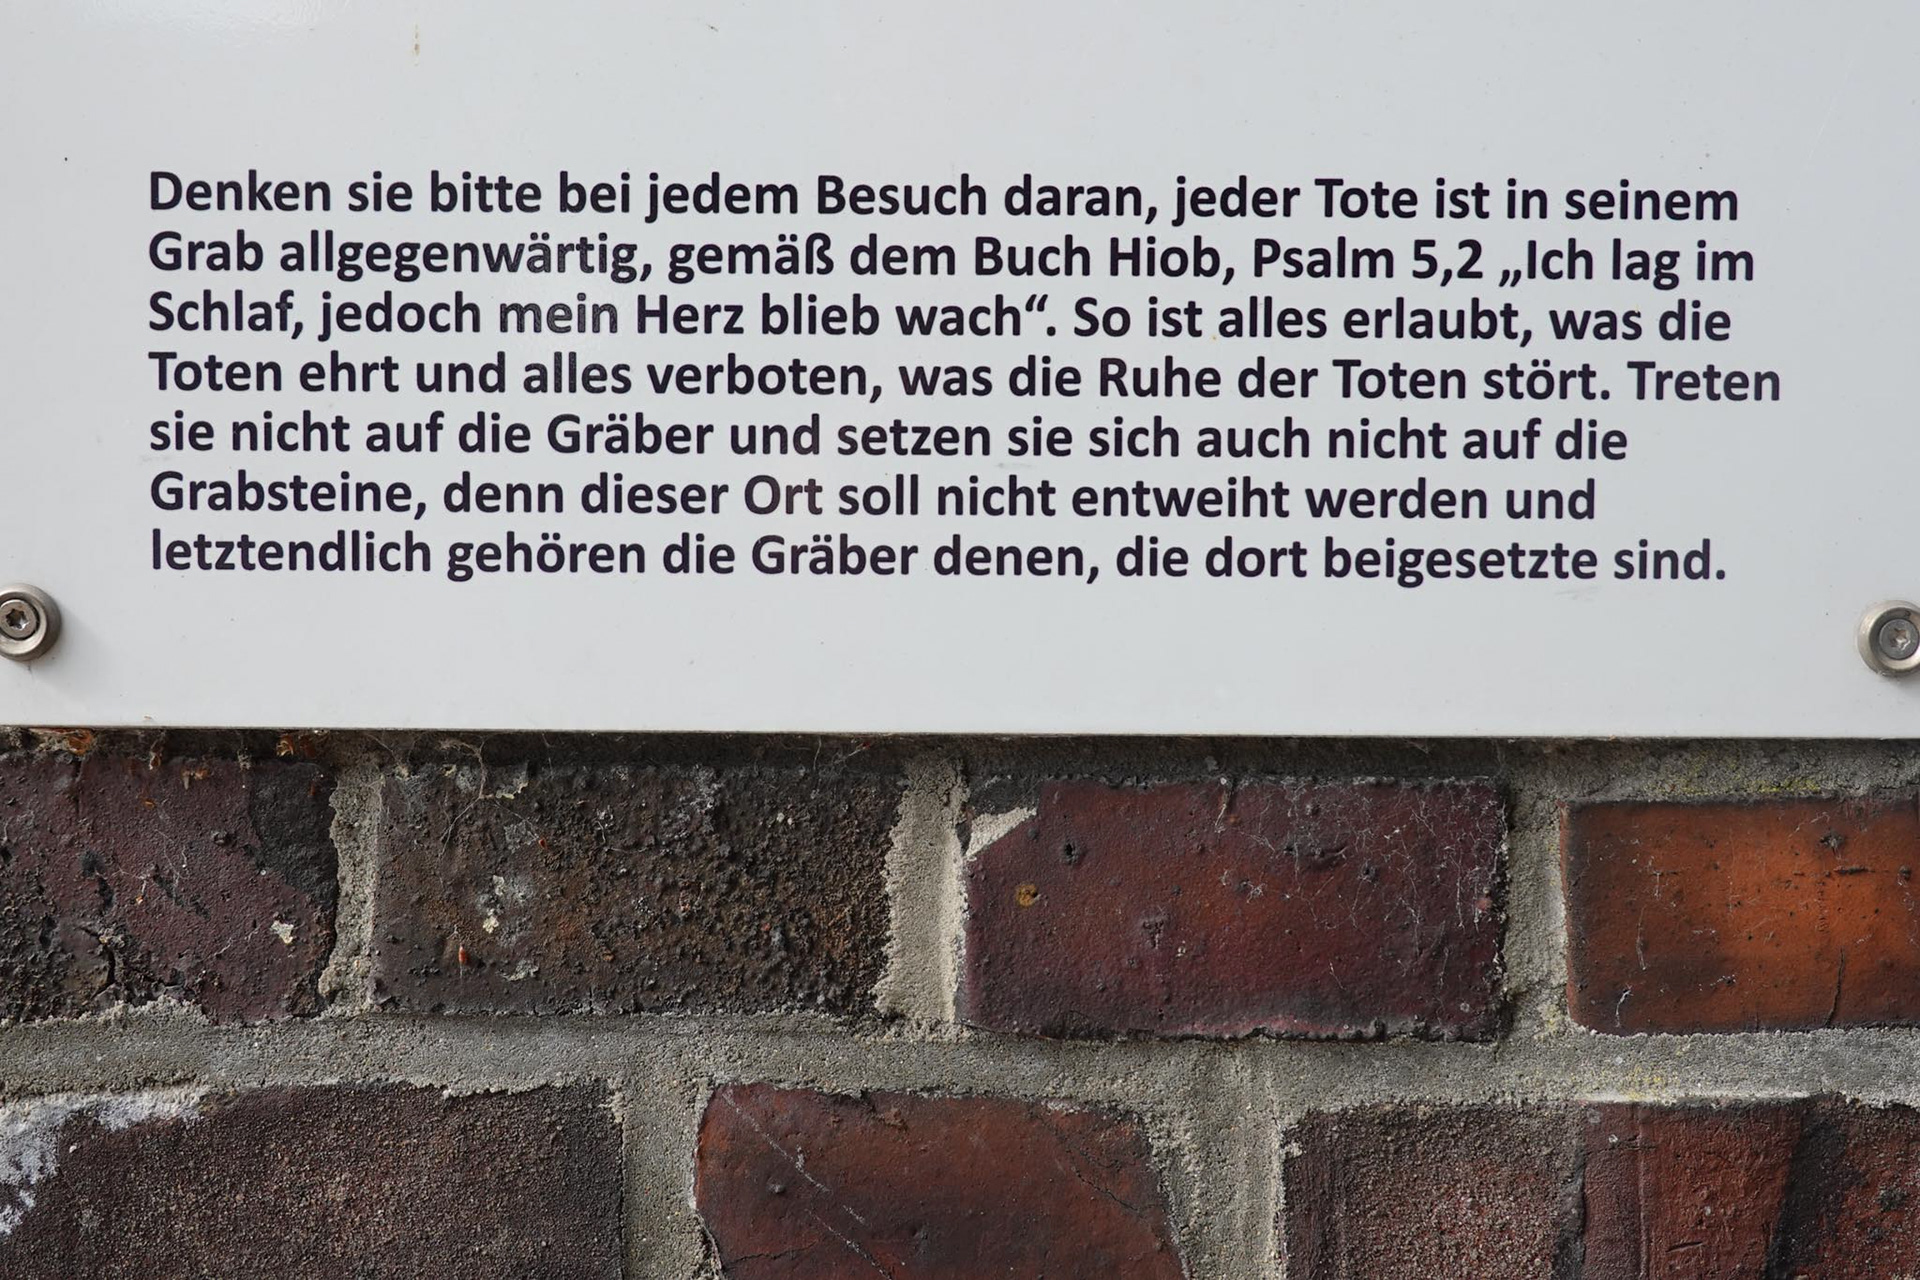 Denken sie bitte bei jedem Besuch daran, jeder Tote ist in seinem
Grab allgegenwärtig, gemäß dem Buch Hiob, Psalm 5,2 „Ich lag im
Schlaf, jedoch mein Herz blieb wach“. So ist alles erlaubt, was die
Toten ehrt und alles verboten, was die Ruhe der Toten stört. Treten
sie nicht auf die Gräber und setzen sie sich auch nicht auf die
Grabsteine, denn dieser Ort soll nicht entweiht werden und
letztendlich gehören die Gräber denen, die dort beigesetzte sind.